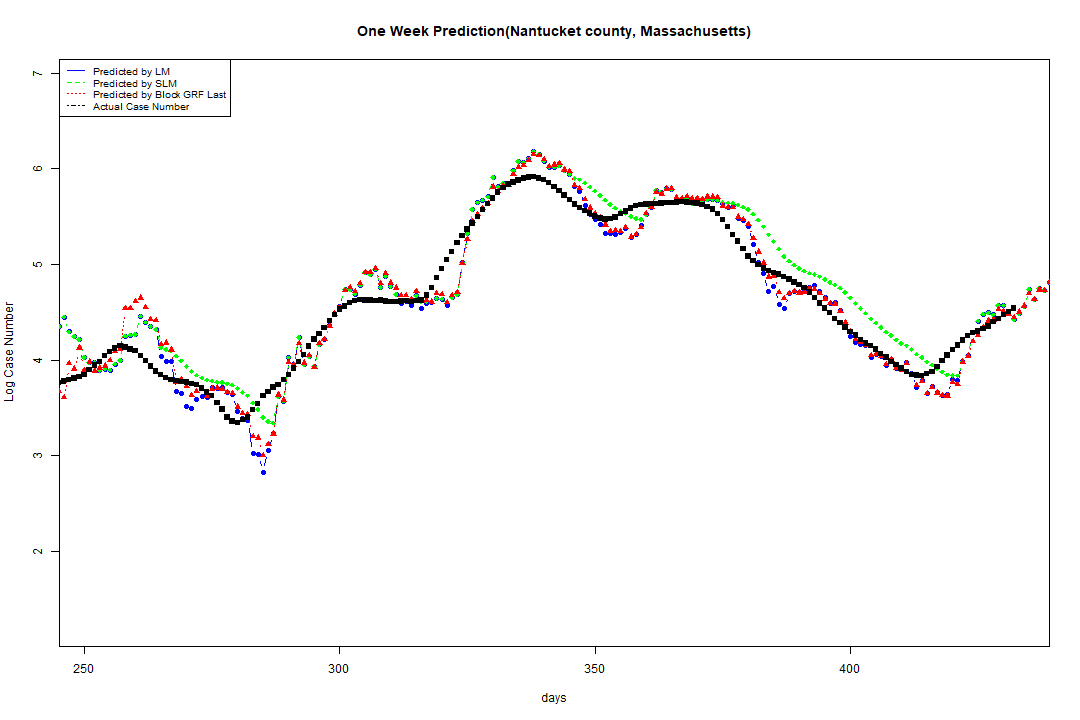 One Week Prediction(Nantucket county, Massachusetts)
Predicted by LM
Predicted by SLM
Predicted by Block GRF Last
Actual Case Number
7
6
5
4
3
2
Log Case Number
250 300 350 400
days